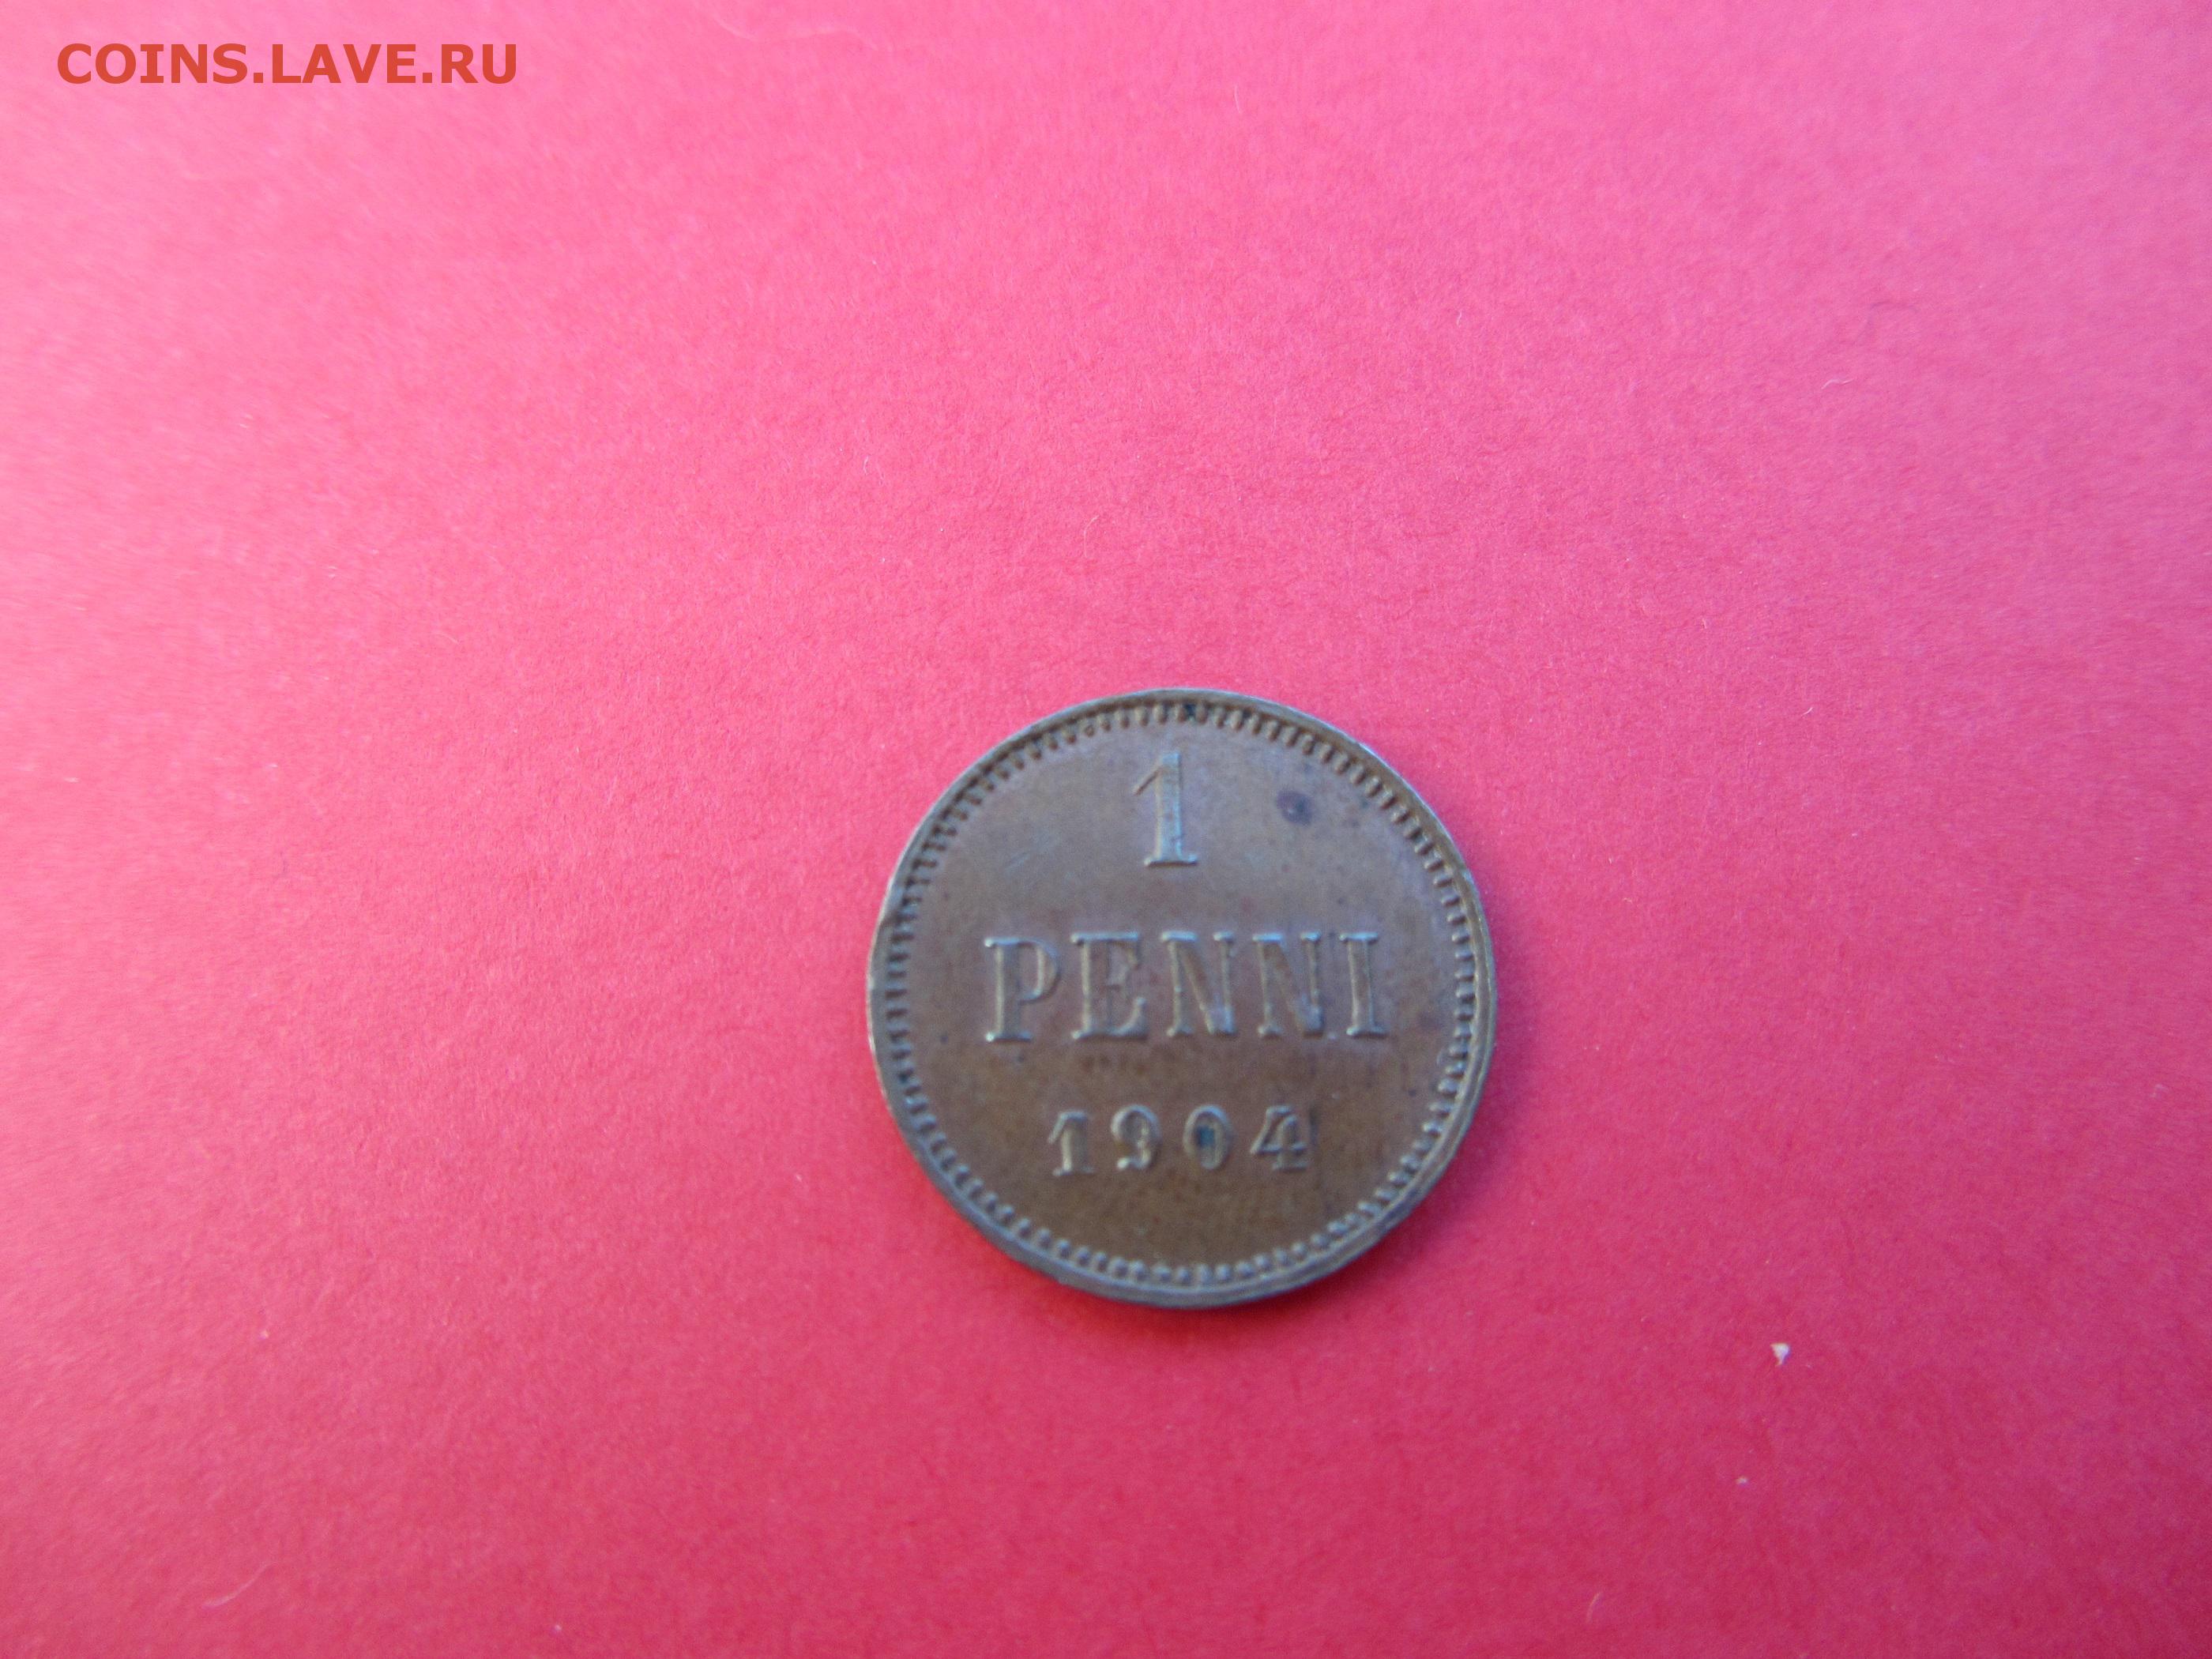 COINS.LAVE.RU
1
PENNI
1904